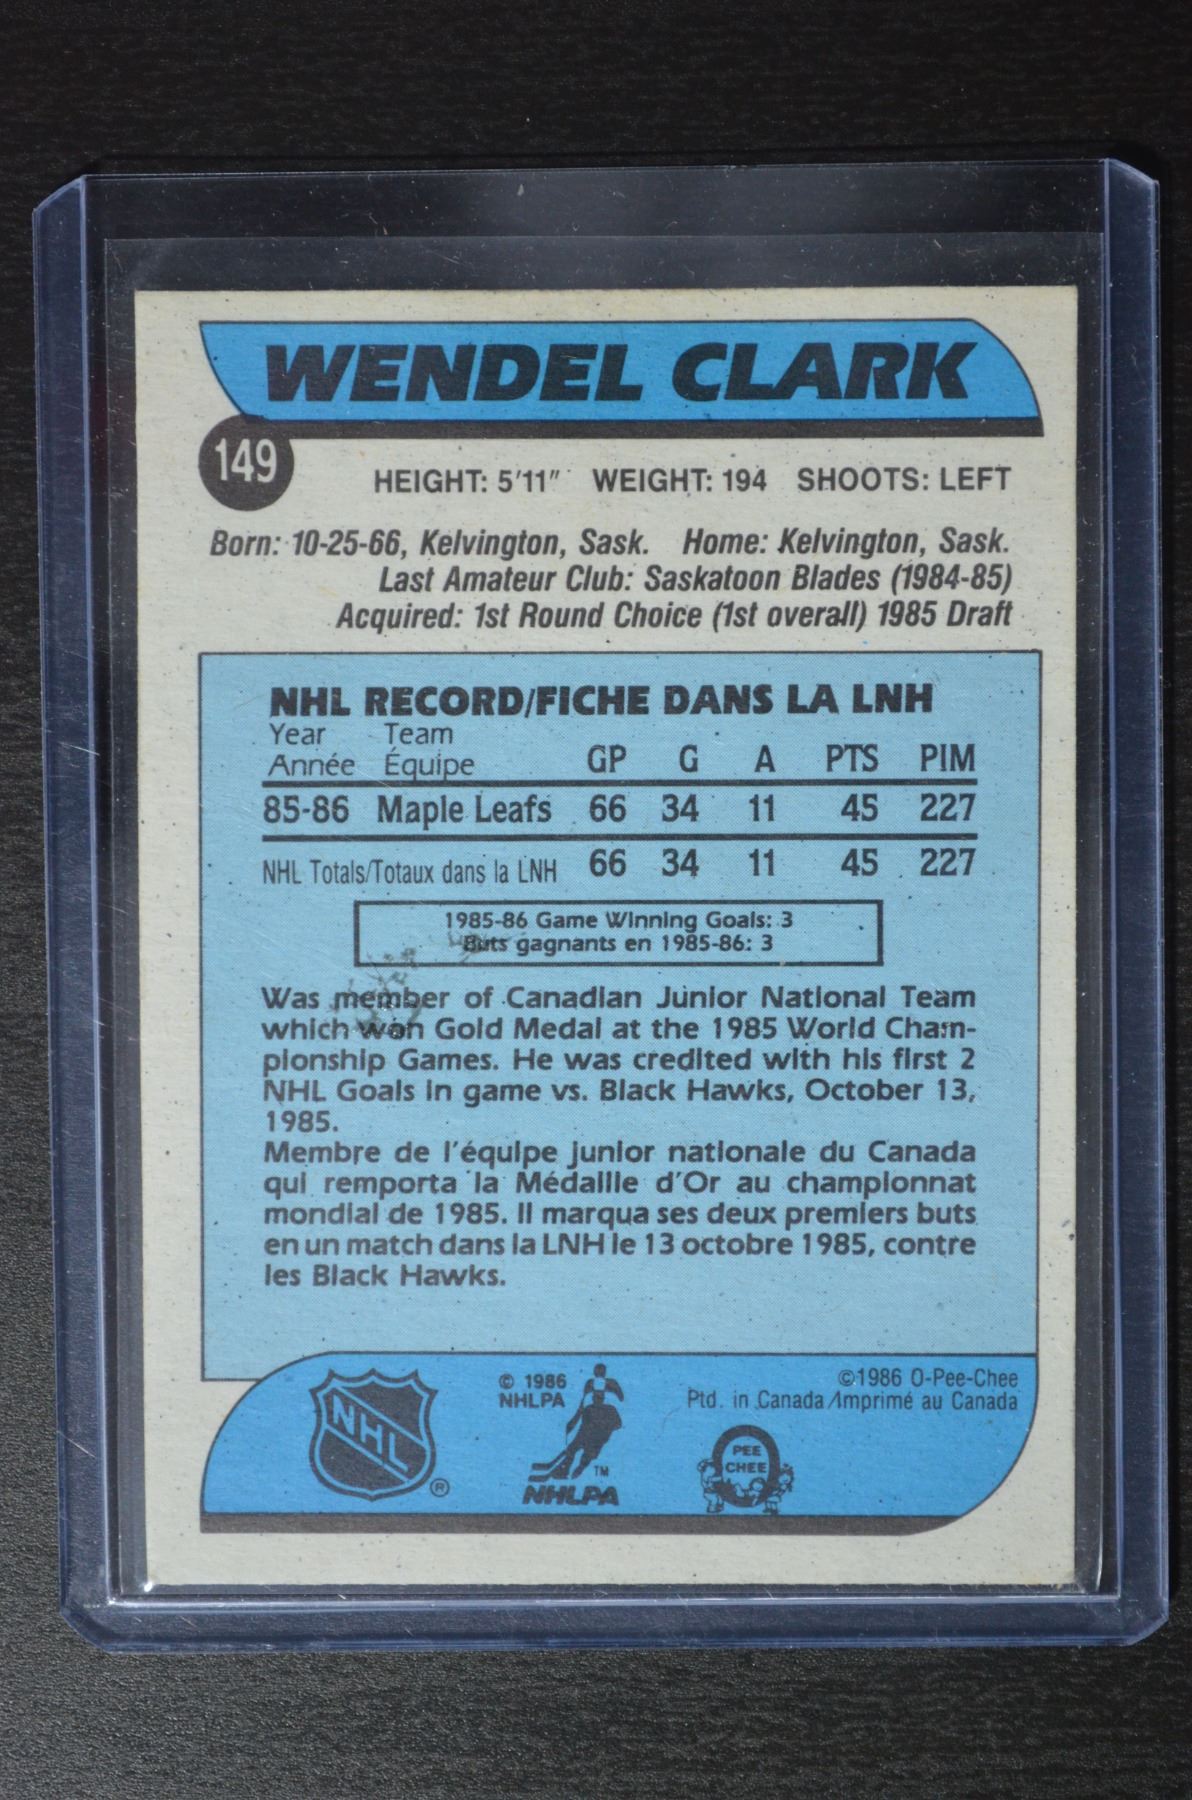 WENDEL CLARK
149
HEIGHT: 5'11" WEIGHT: 194 SHOOTS: LEFT
Born: 10-25-66, Kelvington, Sask. Home: Kelvington, Sask.
Last Amateur Club: Saskatoon Blades (1984-85)
Acquired: 1st Round Choice (1st overall) 1985 Draft
NHL RECORD/FICHE DANS LA LNH
Year Team
Année Équipe GP G A PTS PIM
85-86 Maple Leafs 66 34 11 45 227
NHL Totals/Totaux dans la LNH 66 34 11 45 227
1985-86 Game Winning Goals: 3
Buts gagnants en 1985-86: 3
Was member of Canadian Junior National Team
which won Gold Medal at the 1985 World Cham-
pionship Games. He was credited with his first 2
NHL Goals in game vs. Black Hawks, October 13,
1985.
Membre de l'équipe junior nationale du Canada
qui remporta la Médaille d'Or au championnat
mondial de 1985. Il marqua ses deux premiers buts
en un match dans la LNH le 13 octobre 1985, contre
les Black Hawks.
NHL ®
© 1986
NHLPA
TM
NHLPA
©1986 O-Pee-Chee
Ptd. in Canada/Imprimé au Canada
PEE
CHEE